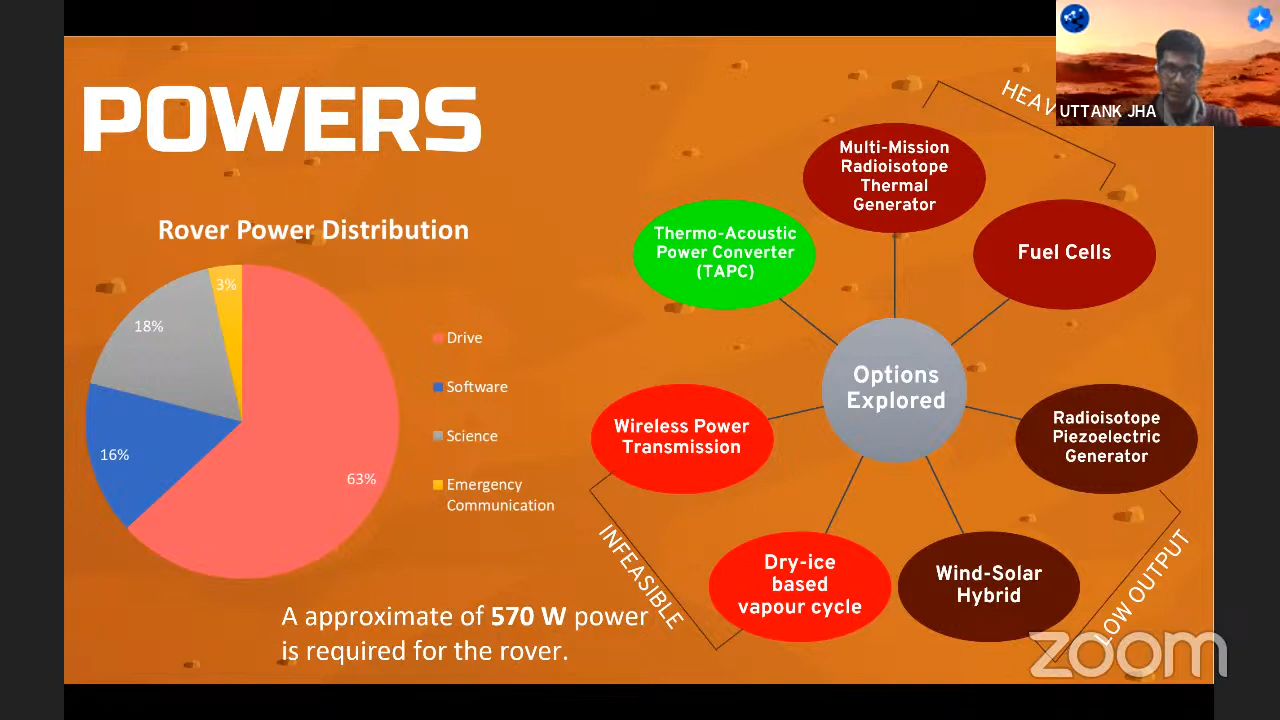 POWERS
Rover Power Distribution
3%
18%
16%
63%
Drive
Software
Science
Emergency
Communication
A approximate of 570 W power
is required for the rover.
Multi-Mission
Radioisotope
Thermal
Generator
Thermo-Acoustic
Power Converter
(TAPC)
Fuel Cells
Options
Explored
Wireless Power
Transmission
Radioisotope
Piezoelectric
Generator
Dry-ice
based
vapour cycle
Wind-Solar
Hybrid
INFEASIBLE
LOW OUTPUT
UTTANK JHA
zoom